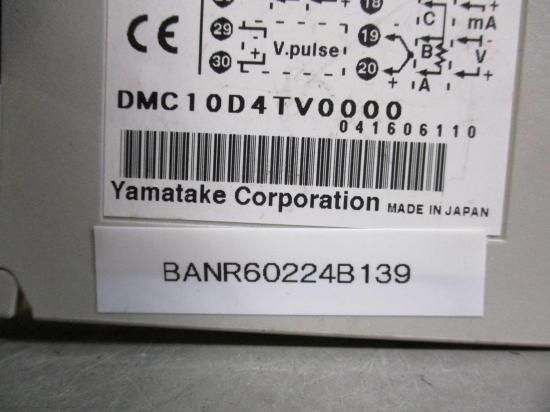 18
C
mA
CE
29
V.pulse
30
19
B
V
20
A
DMC10D4TV0000
041606110
Yamatake Corporation MADE IN JAPAN
BANR60224B139